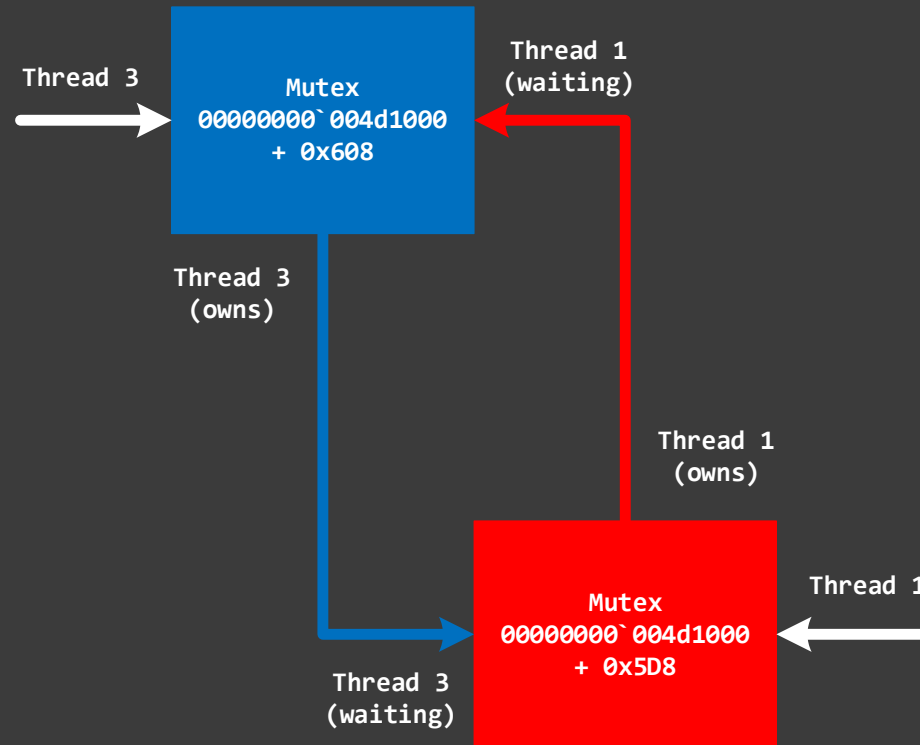 Thread 3
Mutex
00000000`004d1000
+ 0x608
Thread 1
(waiting)
Thread 3
(owns)
Thread 1
(owns)
Mutex
00000000`004d1000
+ 0x5D8
Thread 1
Thread 3
(waiting)